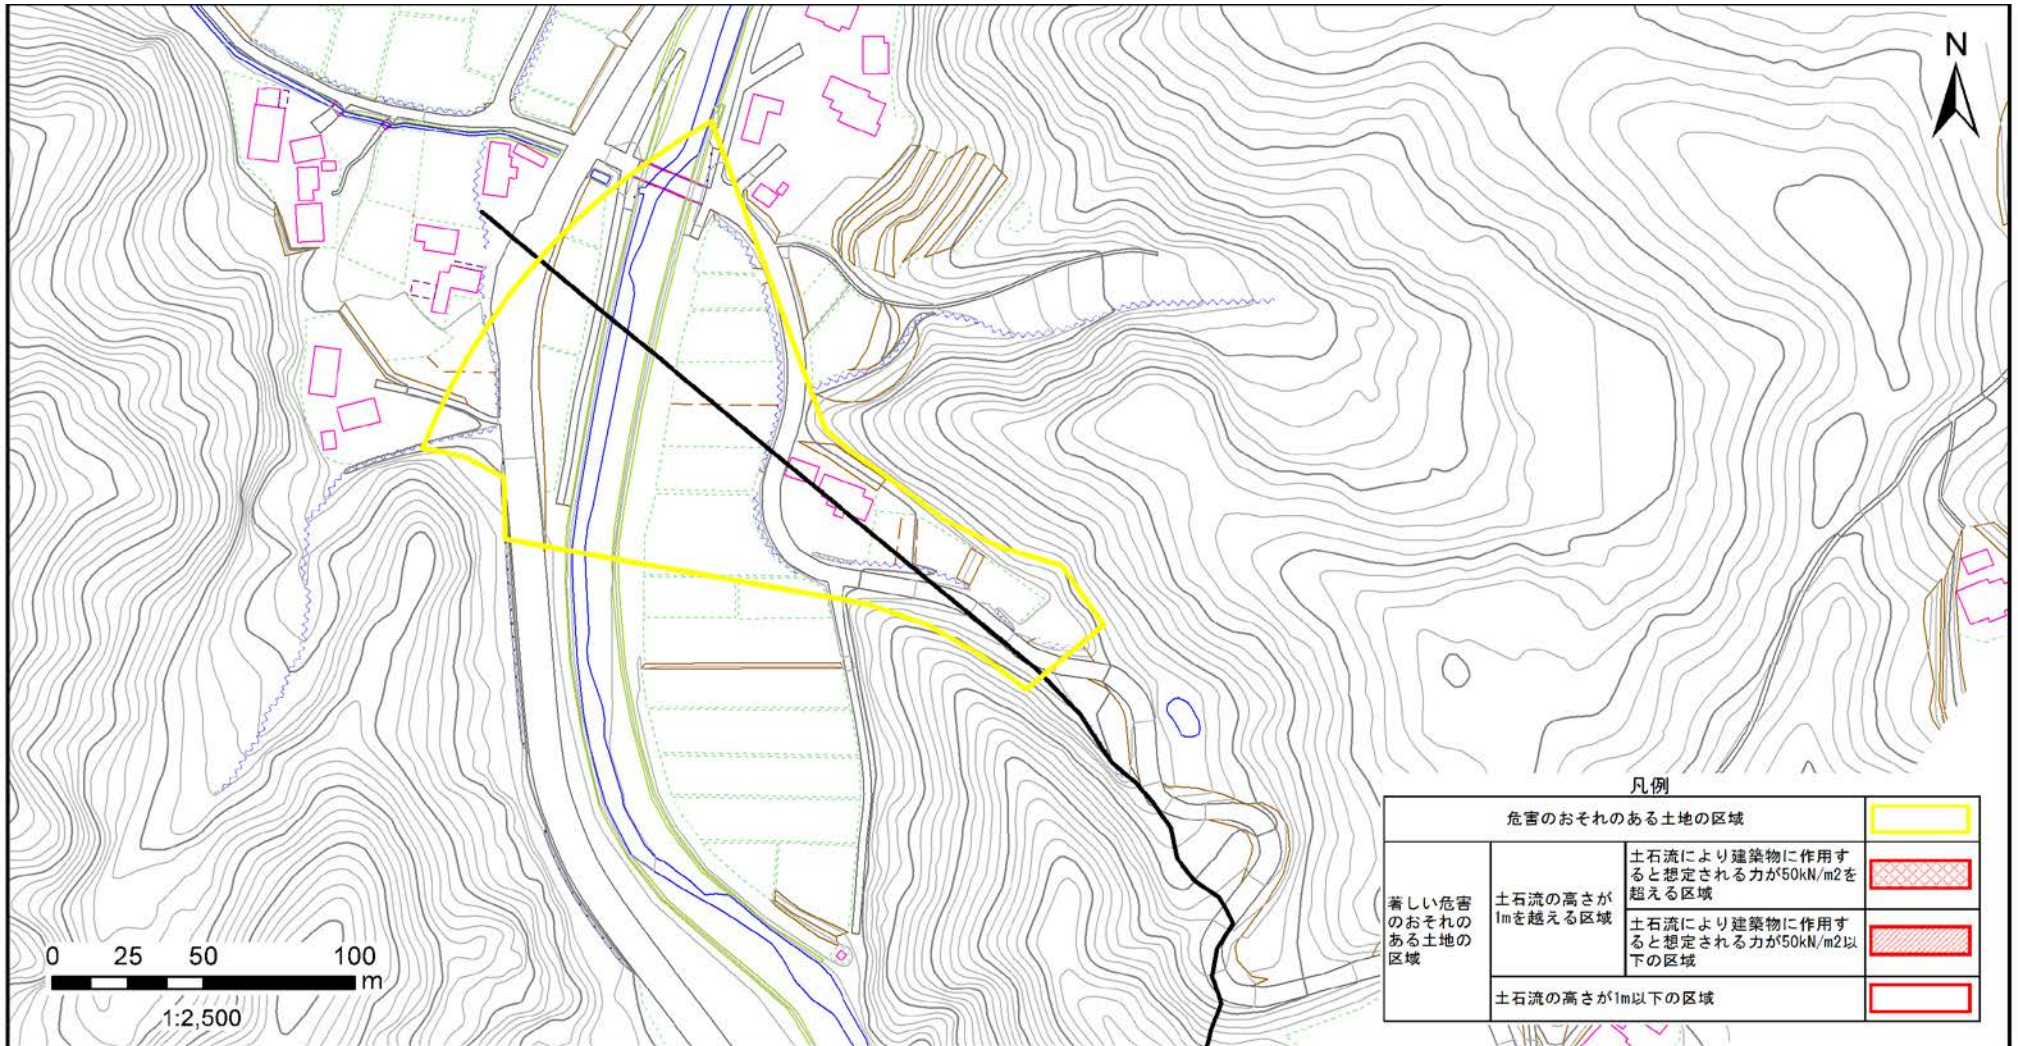 N
凡例
危害のおそれのある土地の区域
著しい危害
のおそれの
ある土地の
区域
土石流の高さが
1mを越える区域
土石流により建築物に作用す
ると想定される力が50kN/m2を
超える区域
土石流により建築物に作用す
ると想定される力が50kN/m2以
下の区域
土石流の高さが1m以下の区域
0 25 50 100
m
1:2,500